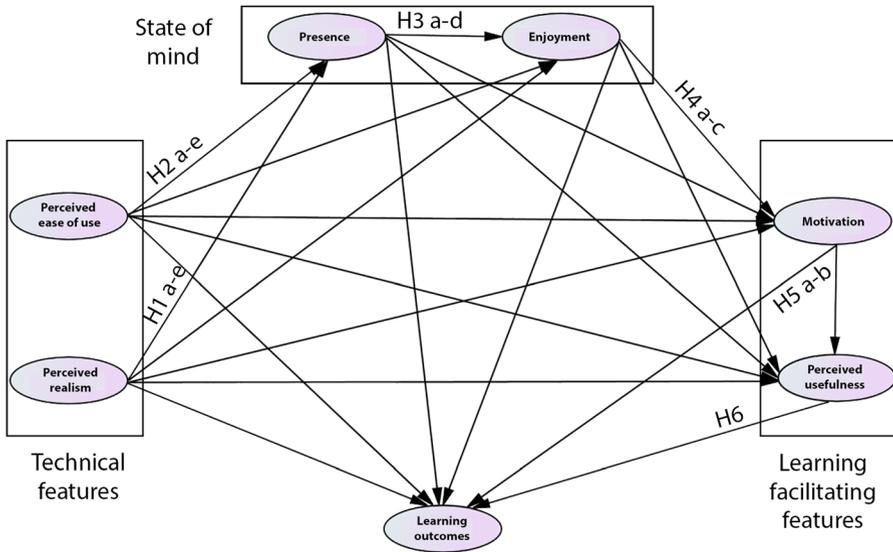 State of
mind
Presence
H3 a-d
Enjoyment
H4 a-c
H2 a-e
Perceived
ease of use
Motivation
H1 a-e
H5 a-b
Perceived
realism
Perceived
usefulness
H6
Technical
features
Learning
outcomes
Learning
facilitating
features